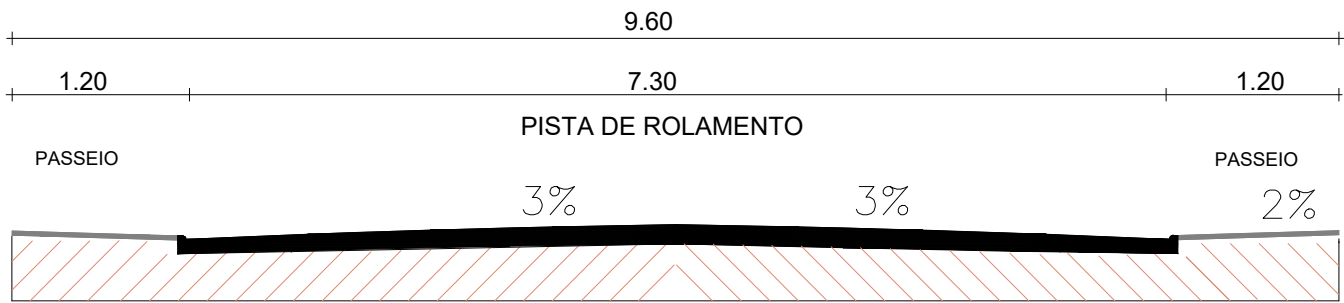 9.60
1.20 7.30 1.20
PISTA DE ROLAMENTO
PASSEIO PASSEIO
3% 3% 2%